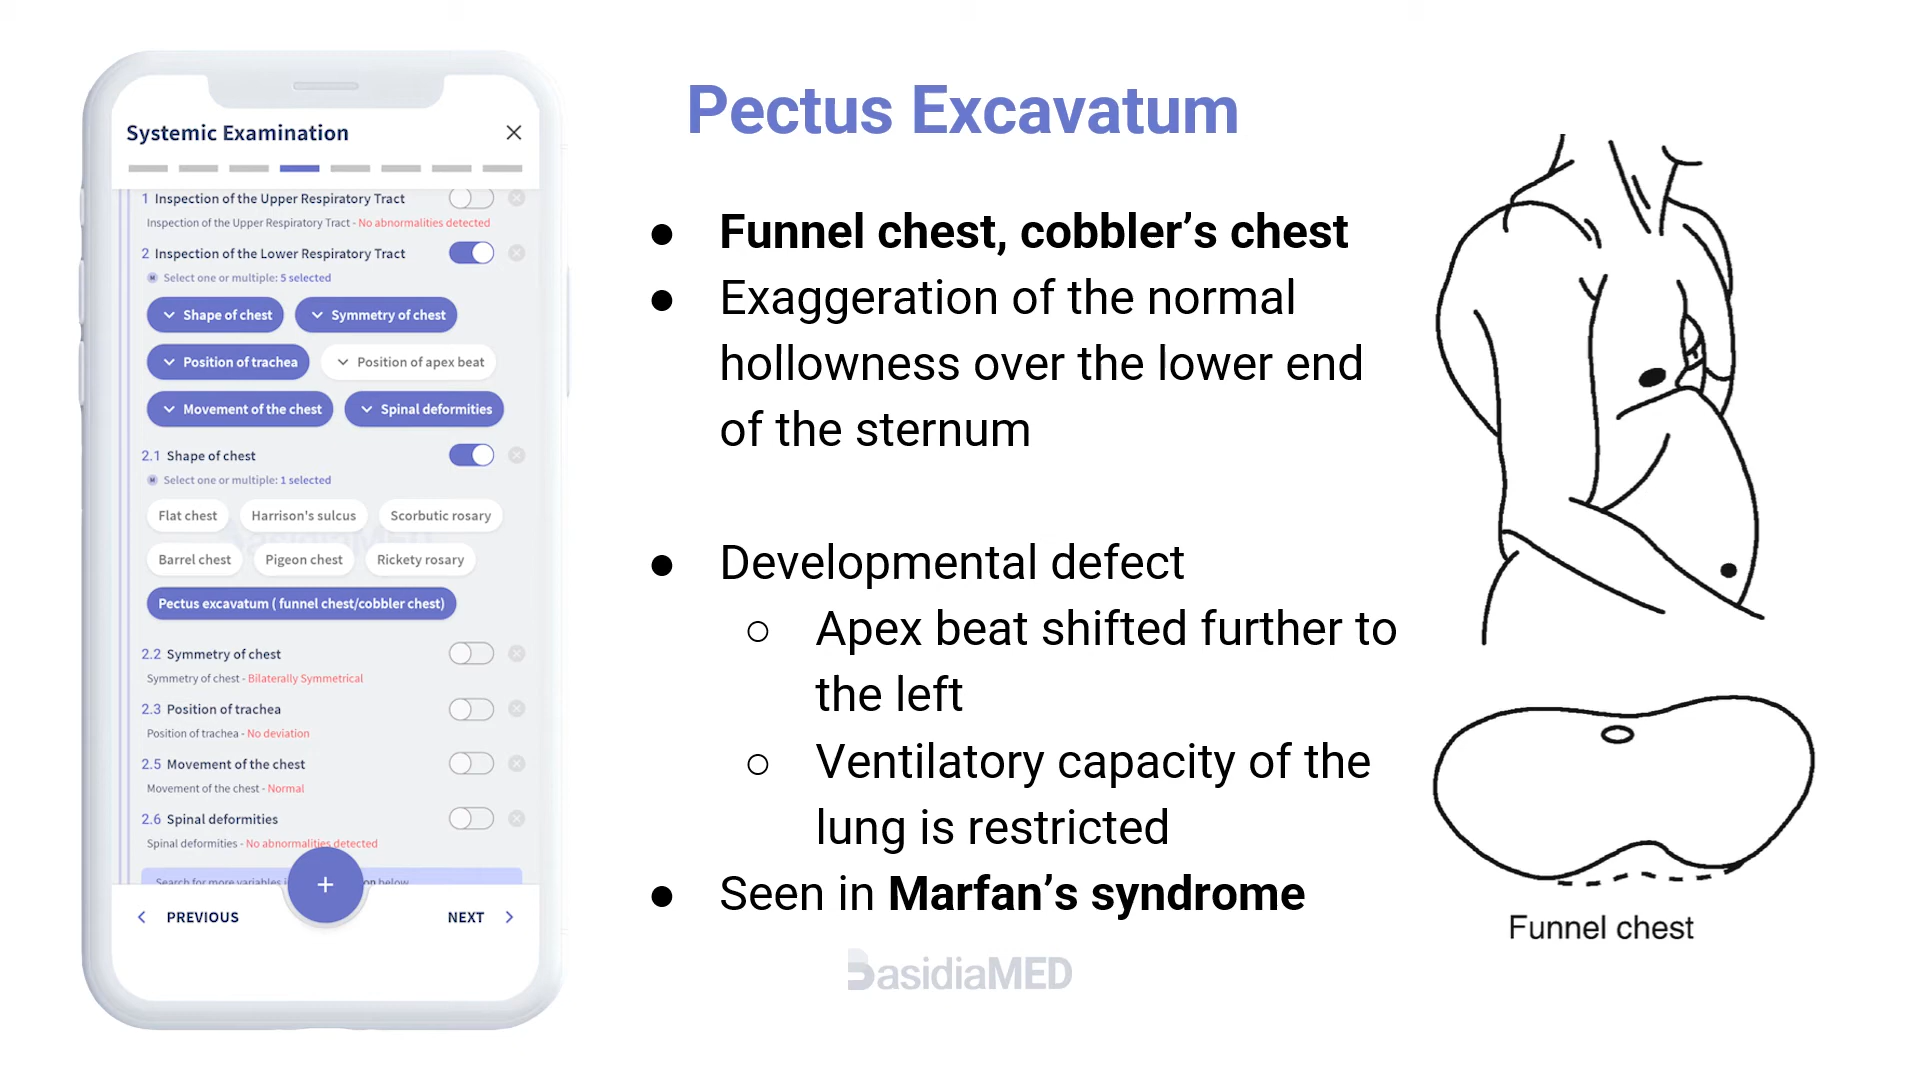 Systemic Examination
1 Inspection of the Upper Respiratory Tract
Inspection of the Upper Respiratory Tract - No abnormalities detected
2 Inspection of the Lower Respiratory Tract
M Select one or multiple: 5 selected
Shape of chest Symmetry of chest
Position of trachea Position of apex beat
Movement of the chest Spinal deformities
2.1 Shape of chest
M Select one or multiple: 1 selected
Flat chest Harrison's sulcus Scorbutic rosary
Barrel chest Pigeon chest Rickety rosary
Pectus excavatum ( funnel chest/cobbler chest)
2.2 Symmetry of chest
Symmetry of chest - Bilaterally Symmetrical
2.3 Position of trachea
Position of trachea - No deviation
2.5 Movement of the chest
Movement of the chest - Normal
2.6 Spinal deformities
Spinal deformities - No abnormalities detected
Search for more variables
below
+
PREVIOUS NEXT
Pectus Excavatum
● Funnel chest, cobbler’s chest
● Exaggeration of the normal
hollowness over the lower end
of the sternum
● Developmental defect
○ Apex beat shifted further to
the left
○ Ventilatory capacity of the
lung is restricted
● Seen in Marfan’s syndrome
BasidiaMED
Funnel chest